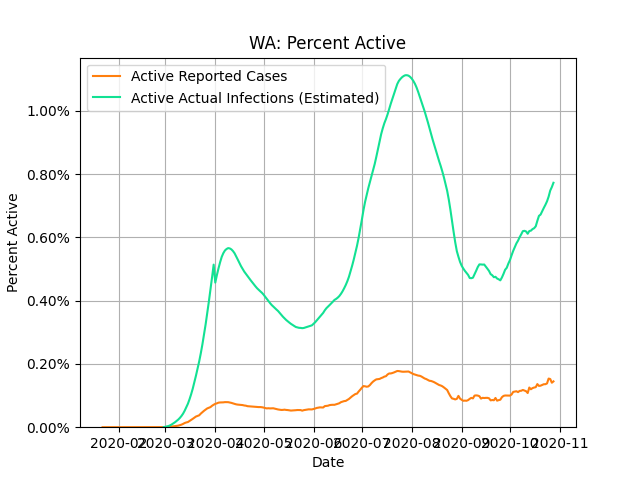 WA: Percent Active
Active Reported Cases
Active Actual Infections (Estimated)
Percent Active
1.00%
0.80%
0.60%
0.40%
0.20%
0.00%
2020-02 2020-03 2020-04 2020-05 2020-06 2020-07 2020-08 2020-09 2020-10 2020-11
Date